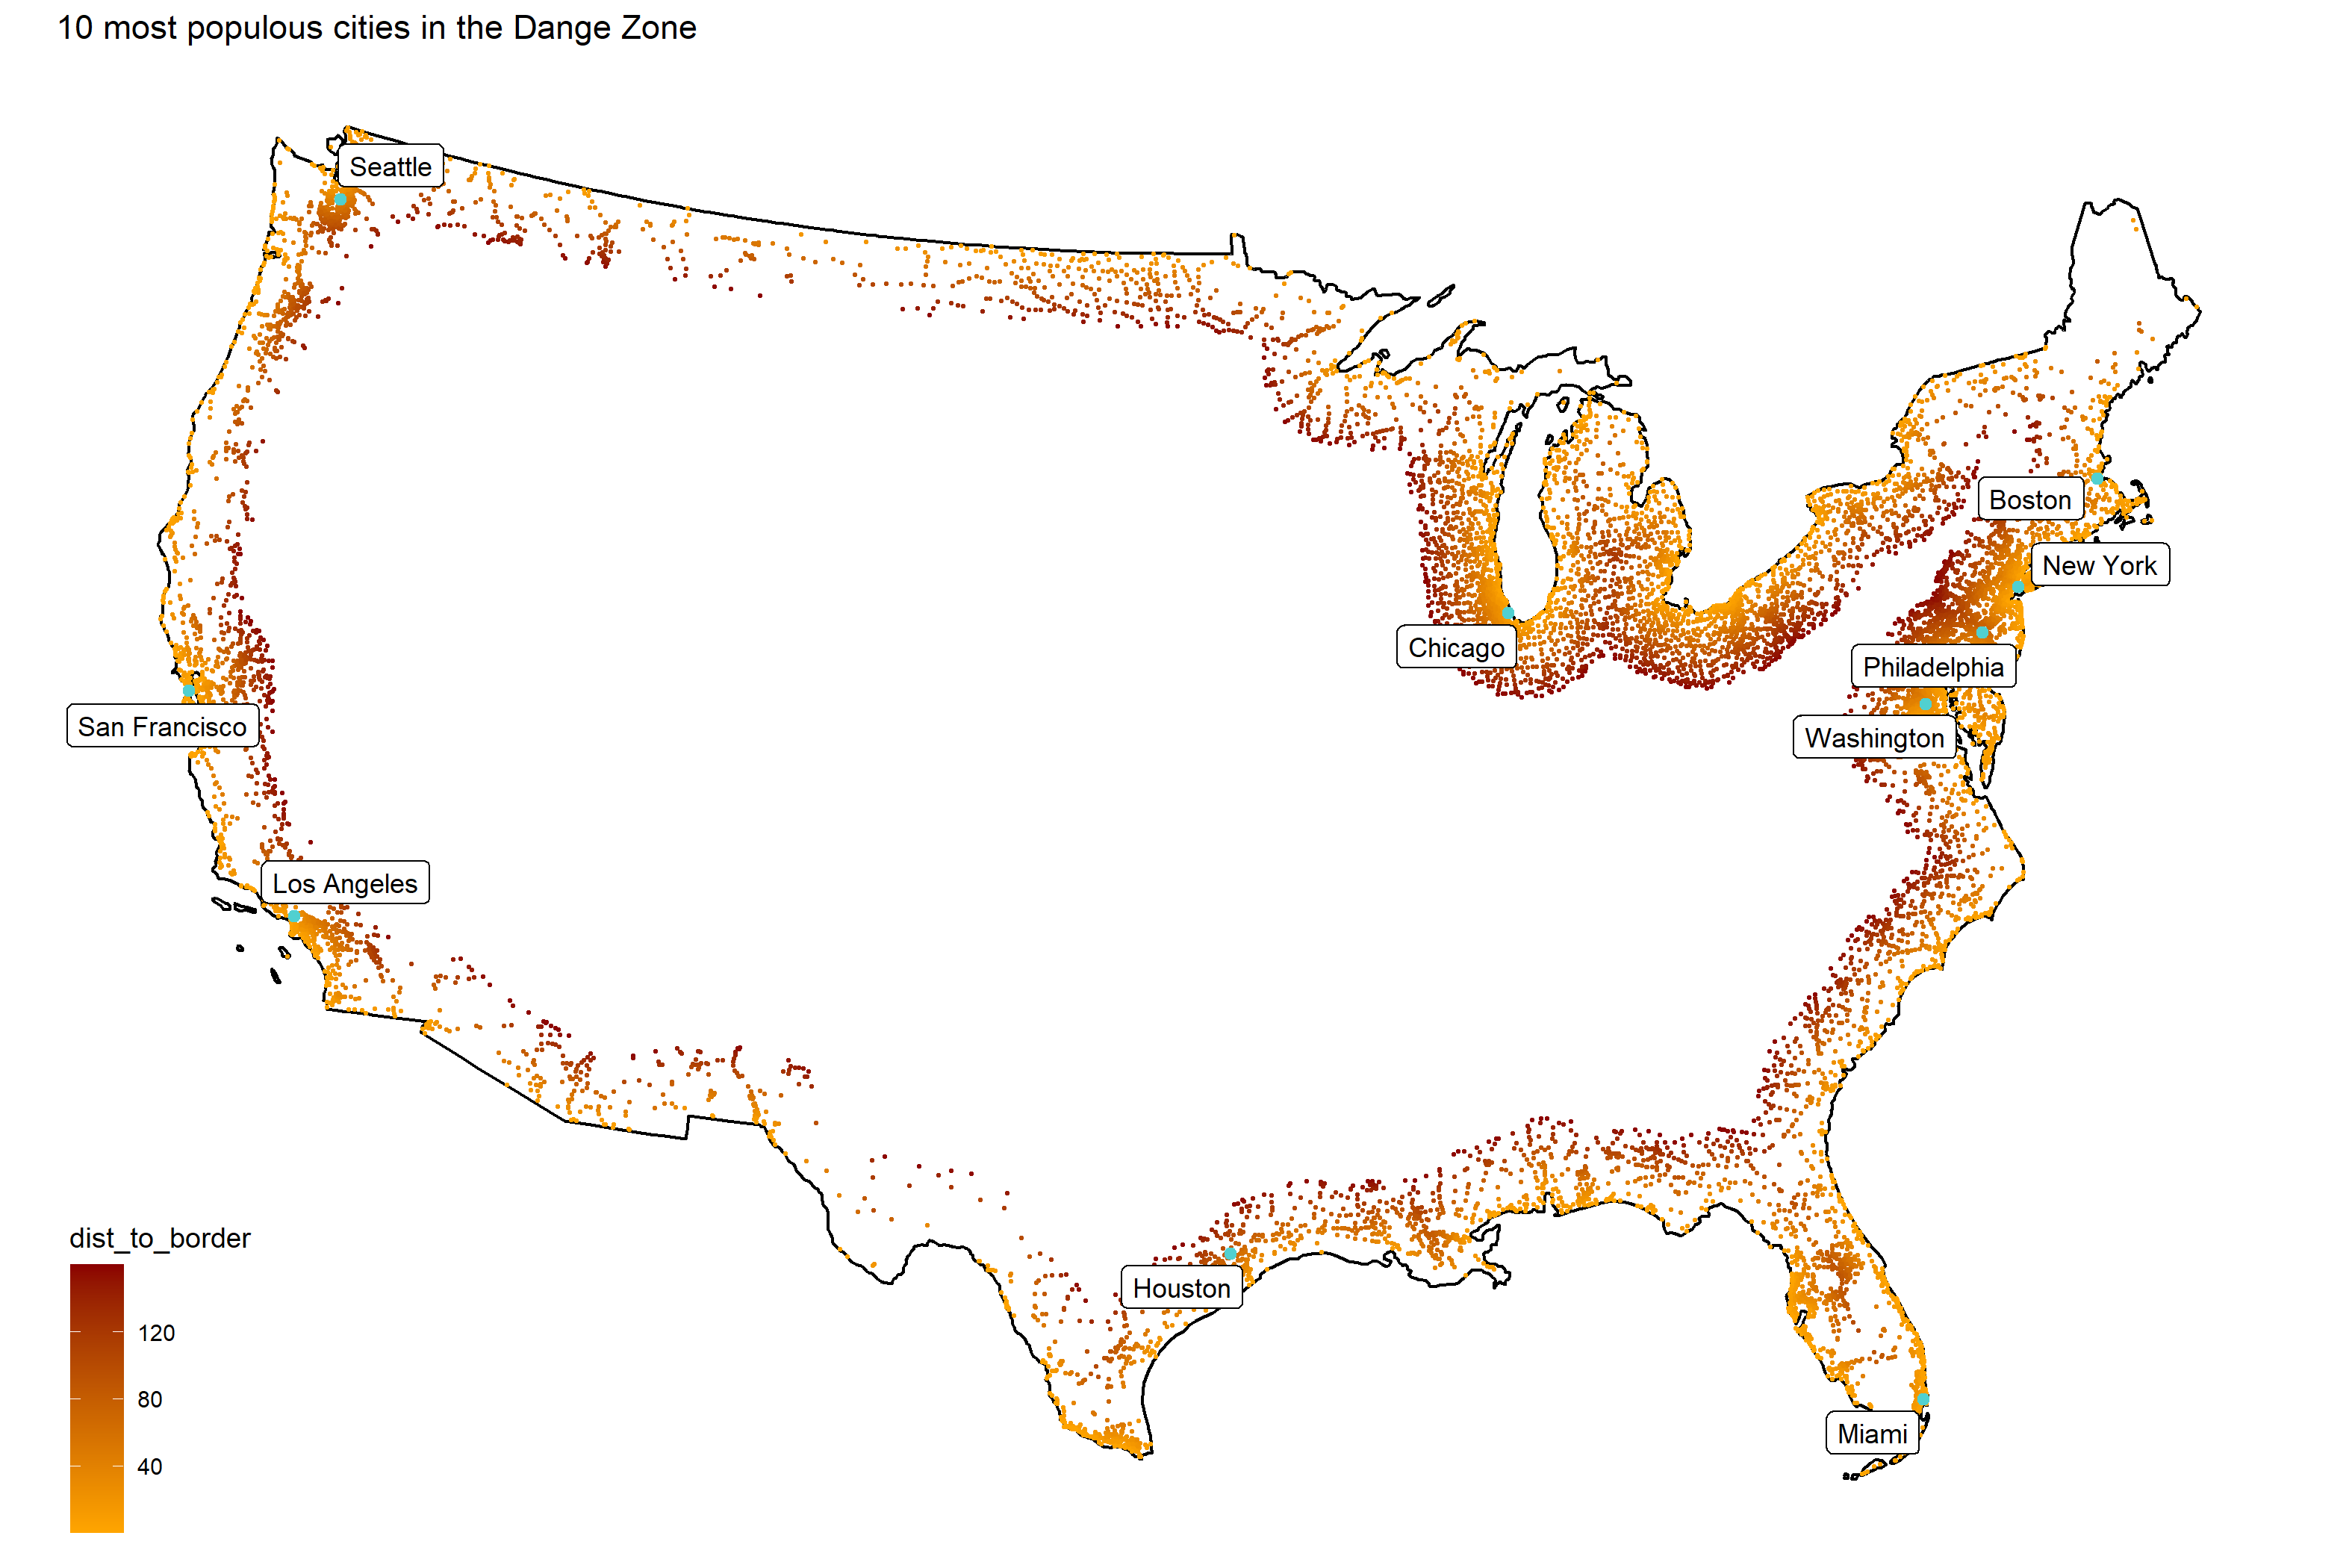 10 most populous cities in the Dange Zone
Seattle
Boston
New York
Chicago
Philadelphia
San Francisco
Washington
Los Angeles
dist_to_border
Houston
120
80
Miami
40